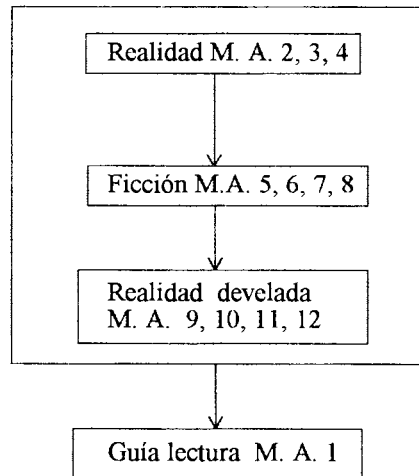 Realidad M. A. 2, 3, 4
Ficción M.A. 5, 6, 7, 8
Realidad develada
M. A. 9, 10, 11, 12
Guía lectura M. A. 1